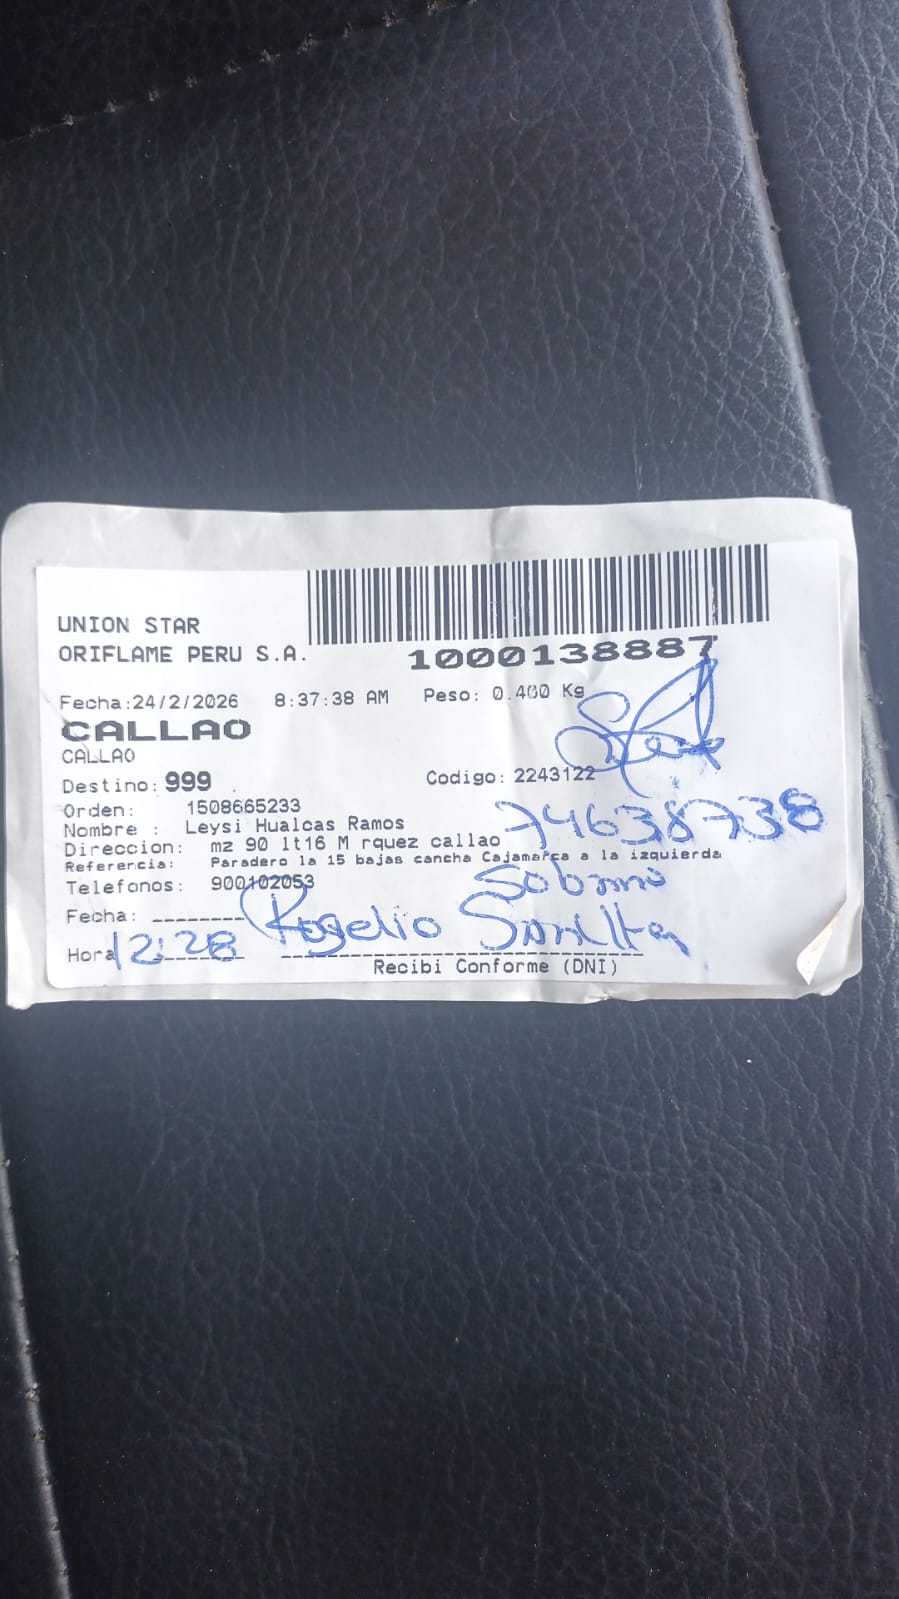 UNION STAR
ORIFLAME PERU S.A.
1000138887
Fecha:24/2/2026 8:37:38 AM Peso: 0.400 Kg
CALLAO
CALLAO
Destino: 999
Codigo: 2243122
Orden: 1508665233
Nombre : Leysi Hualcas Ramos
74638738
Direccion: mz 90 lt16 M rquez callao
Referencia: Paradero la 15 bajas cancha Cajamarca a la izquierda
Telefonos: 900102053
Fecha:
Rogelio
Hora 12:28
Recibi Conforme (DNI)